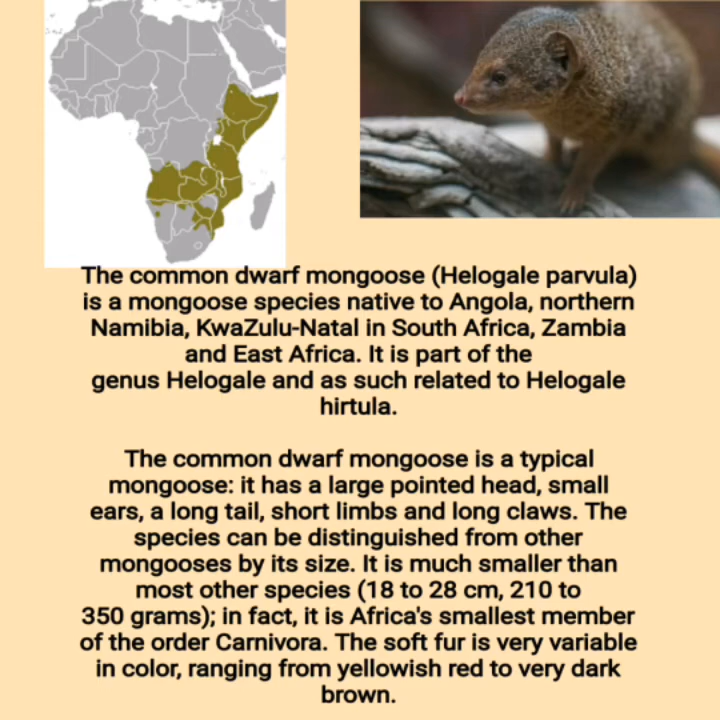 The common dwarf mongoose (Helogale parvula)
is a mongoose species native to Angola, northern
Namibia, KwaZulu-Natal in South Africa, Zambia
and East Africa. It is part of the
genus Helogale and as such related to Helogale
hirtula.
The common dwarf mongoose is a typical
mongoose: it has a large pointed head, small
ears, a long tail, short limbs and long claws. The
species can be distinguished from other
mongooses by its size. It is much smaller than
most other species (18 to 28 cm, 210 to
350 grams); in fact, it is Africa's smallest member
of the order Carnivora. The soft fur is very variable
in color, ranging from yellowish red to very dark
brown.